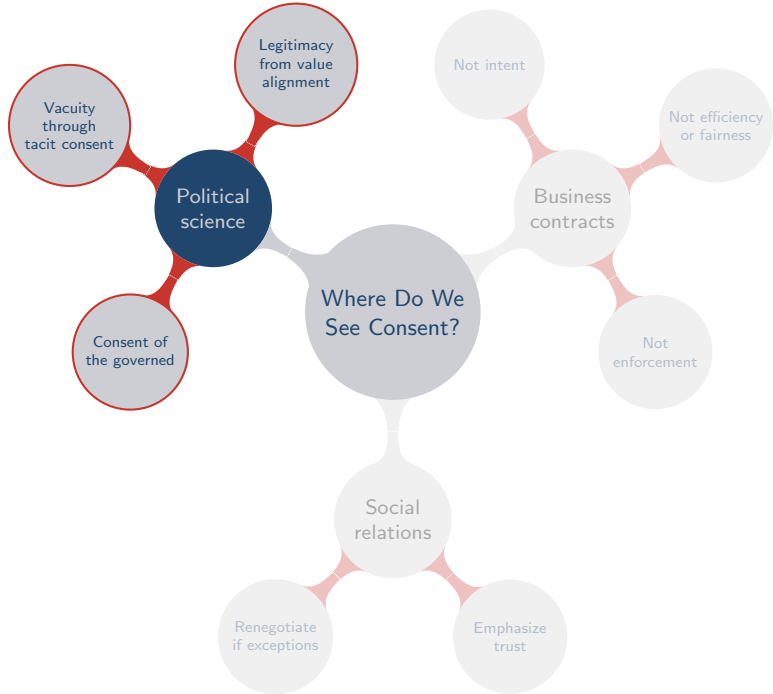 Legitimacy
from value
alignment
Vacuity
through
tacit consent
Political
science
Consent of
the governed
Where Do We
See Consent?
Not intent
Not efficiency
or fairness
Business
contracts
Not
enforcement
Social
relations
Renegotiate
if exceptions
Emphasize
trust